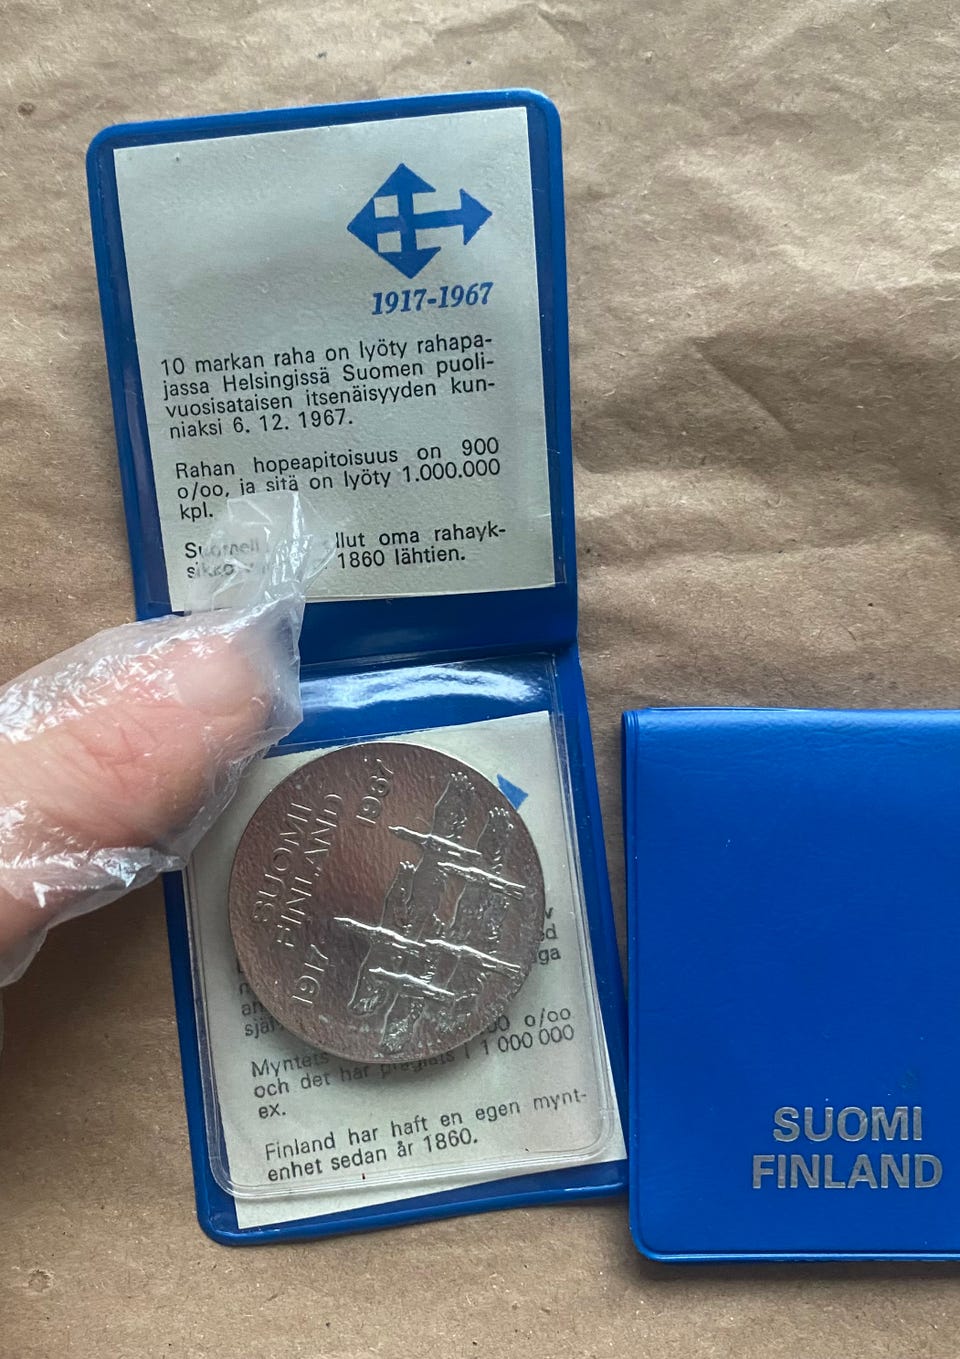 1917-1967
10 markan raha on lyöty rahapa-
jassa Helsingissä Suomen puoli-
vuosisataisen itsenäisyyden kun-
niaksi 6. 12. 1967.
Rahan hopeapitoisuus on 900
o/oo, ja sitä on lyöty 1.000.000
kpl.
oma rahayk-
1860 lähtien.
SUOMI
FINLAND
1917
1967
o/oo
Myntets
och det har präglats i 1 000 000
ex.
Finland har haft en egen mynt-
enhet sedan år 1860.
SUOMI
FINLAND